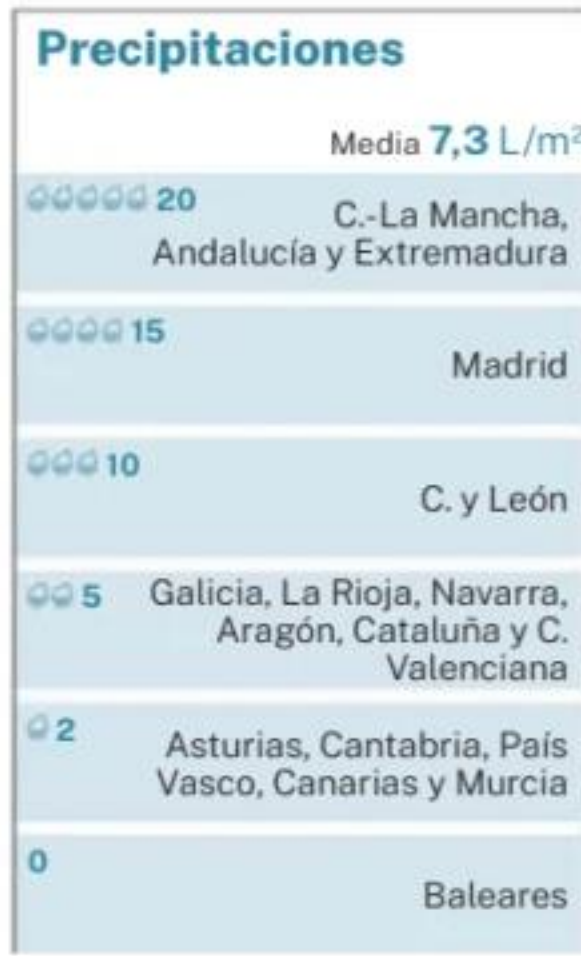 Precipitaciones
Media 7,3 L/m²
20
C.-La Mancha,
Andalucía y Extremadura
15
Madrid
10
C. y León
5
Galicia, La Rioja, Navarra,
Aragón, Cataluña y C.
Valenciana
2
Asturias, Cantabria, País
Vasco, Canarias y Murcia
0
Baleares